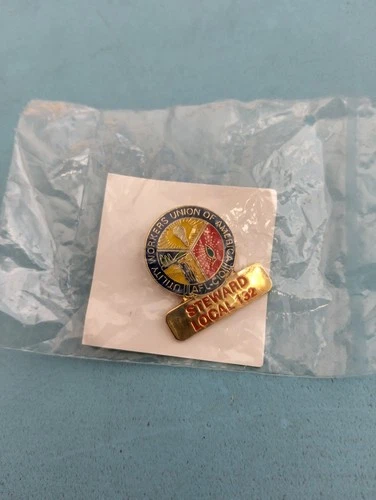 UTILITY WORKERS UNION OF AMERICA
AFL-CIO
STEWARD
LOCAL 132